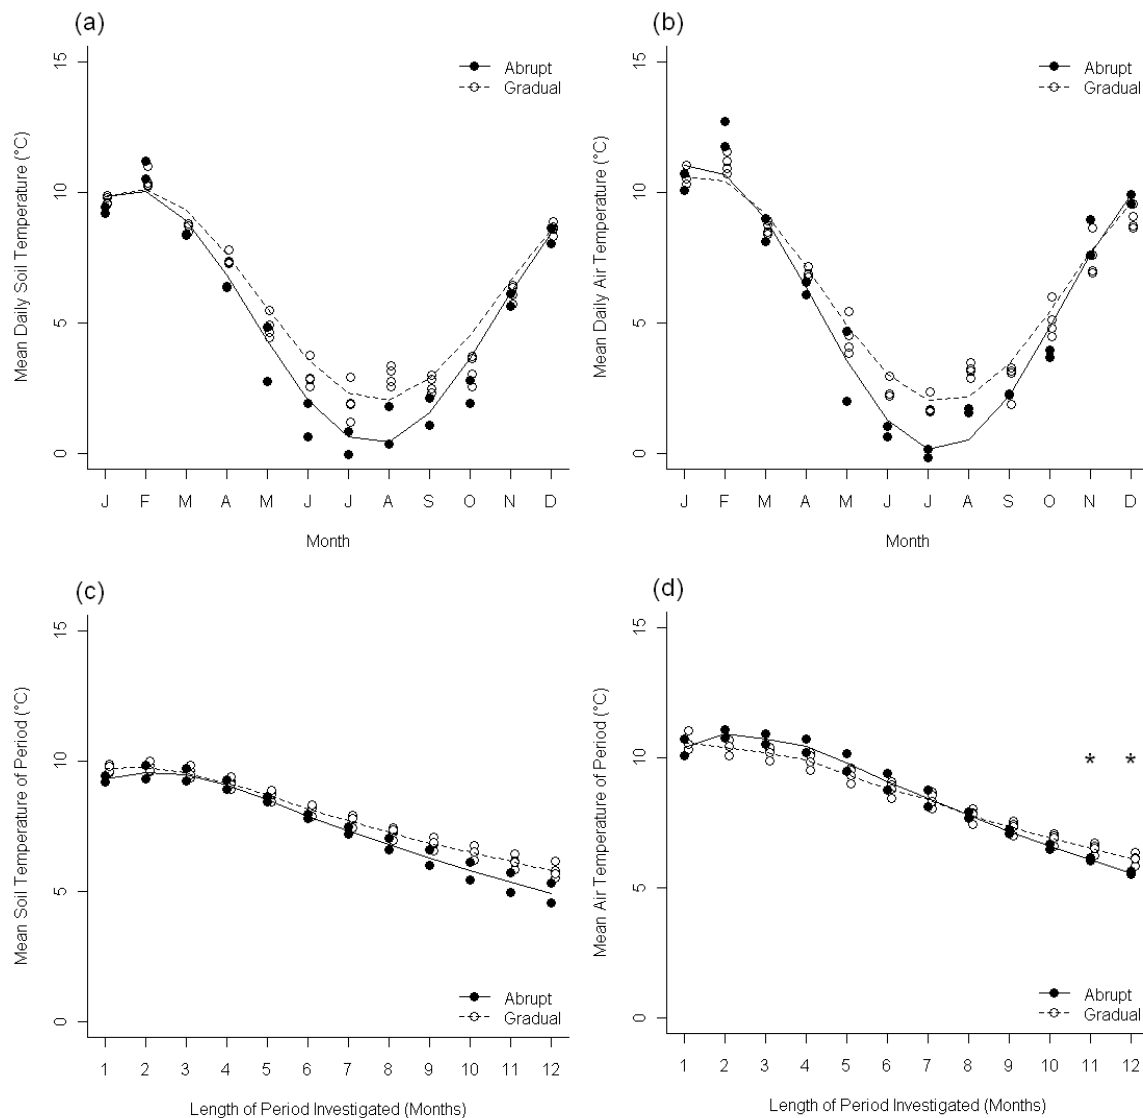 (a)
15
10
5
0
Mean Daily Soil Temperature (°C)
Abrupt
Gradual
J F M A M J J A S O N D
Month
(b)
15
10
5
0
Mean Daily Air Temperature (°C)
Abrupt
Gradual
J F M A M J J A S O N D
Month
(c)
15
10
5
0
Mean Soil Temperature of Period (°C)
Abrupt
Gradual
1 2 3 4 5 6 7 8 9 10 11 12
Length of Period Investigated (Months)
(d)
15
10
5
0
Mean Air Temperature of Period (°C)
* *
Abrupt
Gradual
1 2 3 4 5 6 7 8 9 10 11 12
Length of Period Investigated (Months)